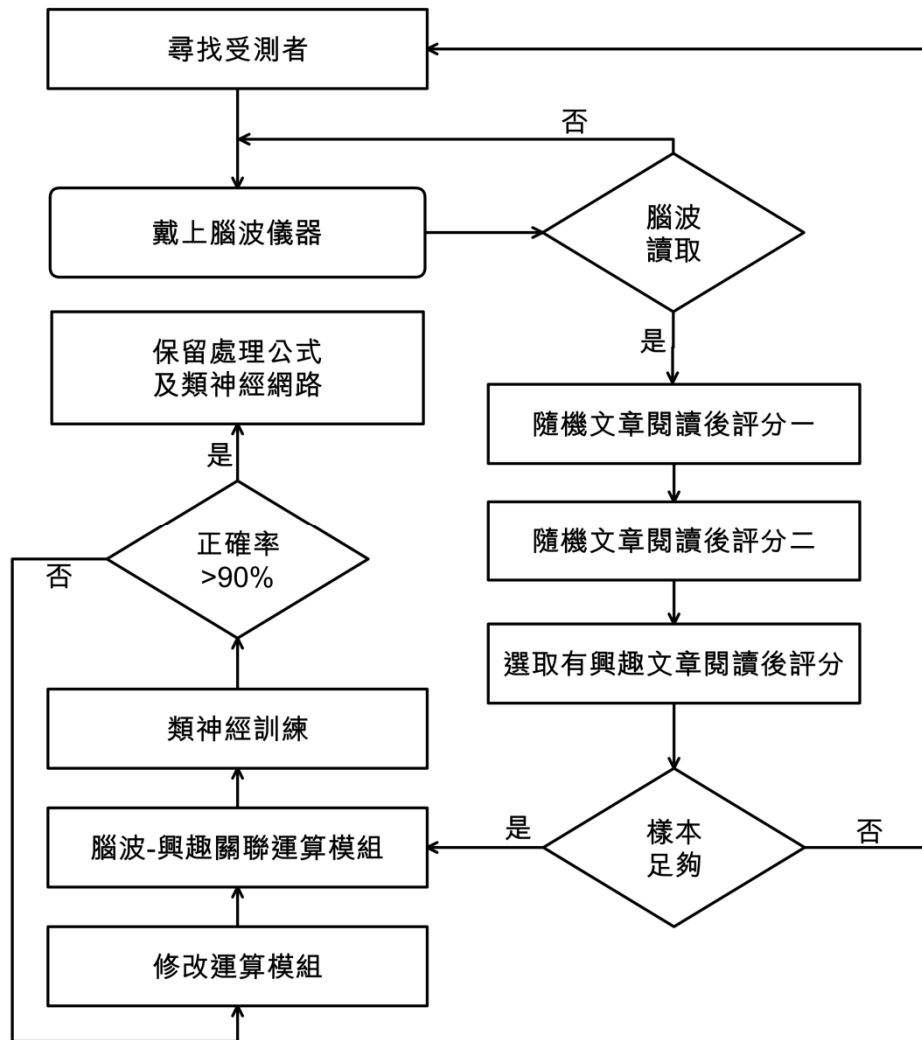 尋找受測者
否
戴上腦波儀器
腦波
讀取
是
保留處理公式
及類神經網路
隨機文章閱讀後評分一
是
隨機文章閱讀後評分二
正確率
>90%
否
選取有興趣文章閱讀後評分
類神經訓練
腦波-興趣關聯運算模組
是
樣本
足夠
否
修改運算模組